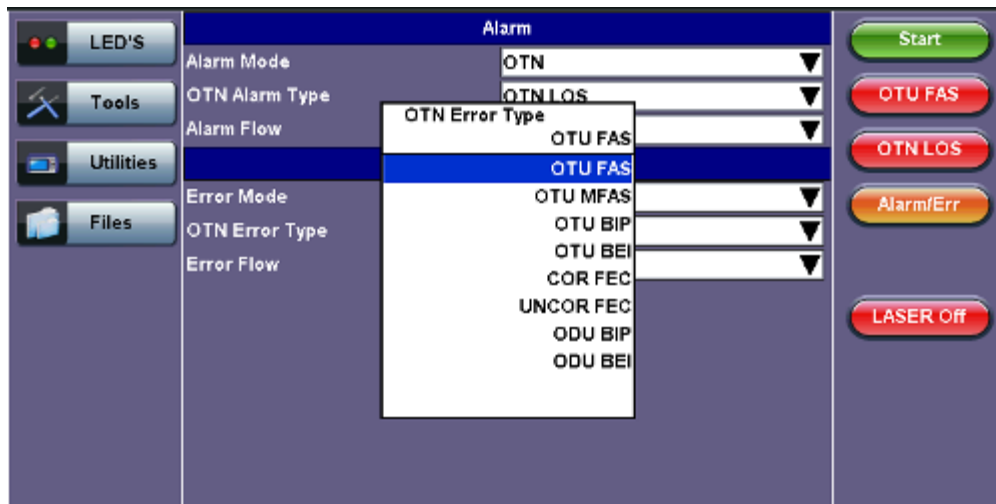 LED'S
Tools
Utilities
Files
Alarm
Alarm Mode
OTN
OTN Alarm Type
OTN LOS
Alarm Flow
Error Mode
OTN Error Type
Error Flow
OTN Error Type
OTU FAS
OTU FAS
OTU MFAS
OTU BIP
OTU BEI
COR FEC
UNCOR FEC
ODU BIP
ODU BEI
Start
OTU FAS
OTN LOS
Alarm/Err
LASER Off